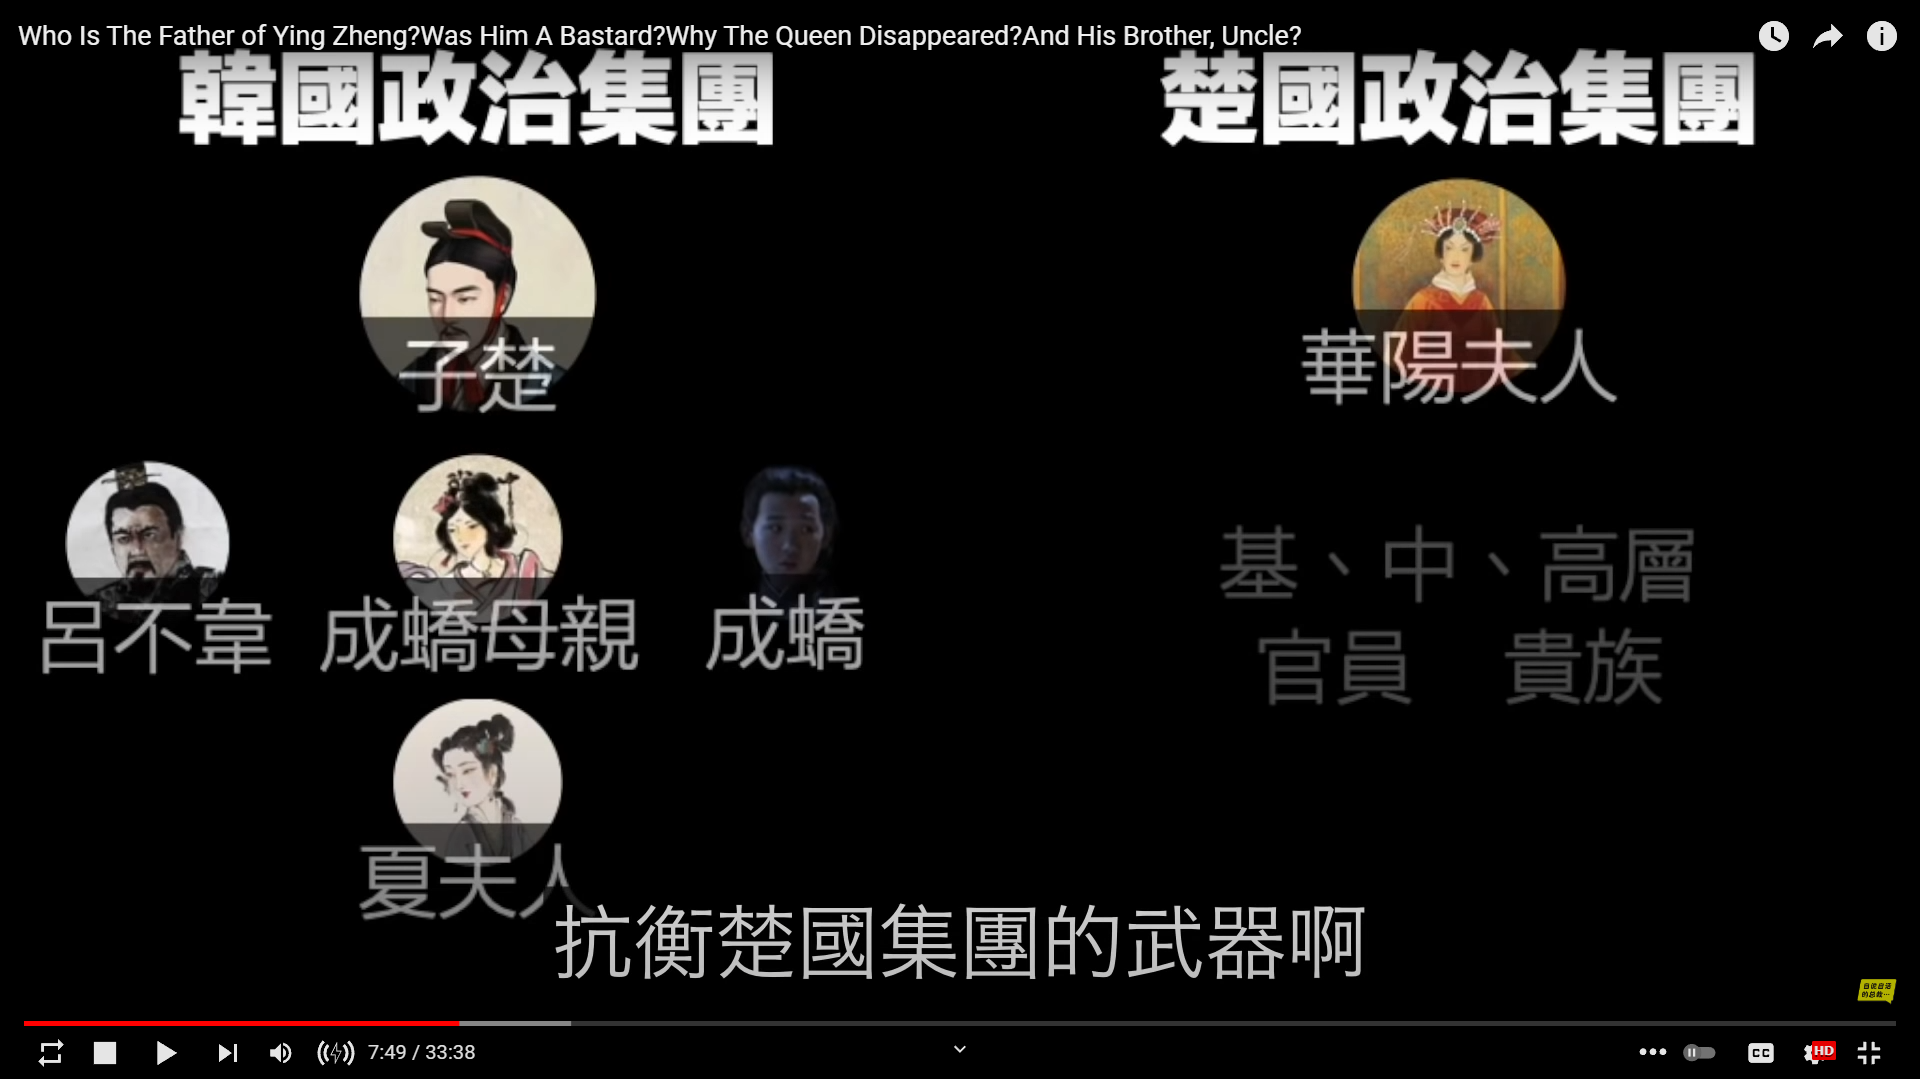 Who Is The Father of Ying Zheng?Was Him A Bastard?Why The Queen Disappeared?And His Brother, Uncle?
韓國政治集團
楚國政治集團
子楚
華陽夫人
呂不韋
成蟜母親
成蟜
基、中、高層
官員 貴族
夏夫人
抗衡楚國集團的武器啊
7:49 / 33:38
CC
HD